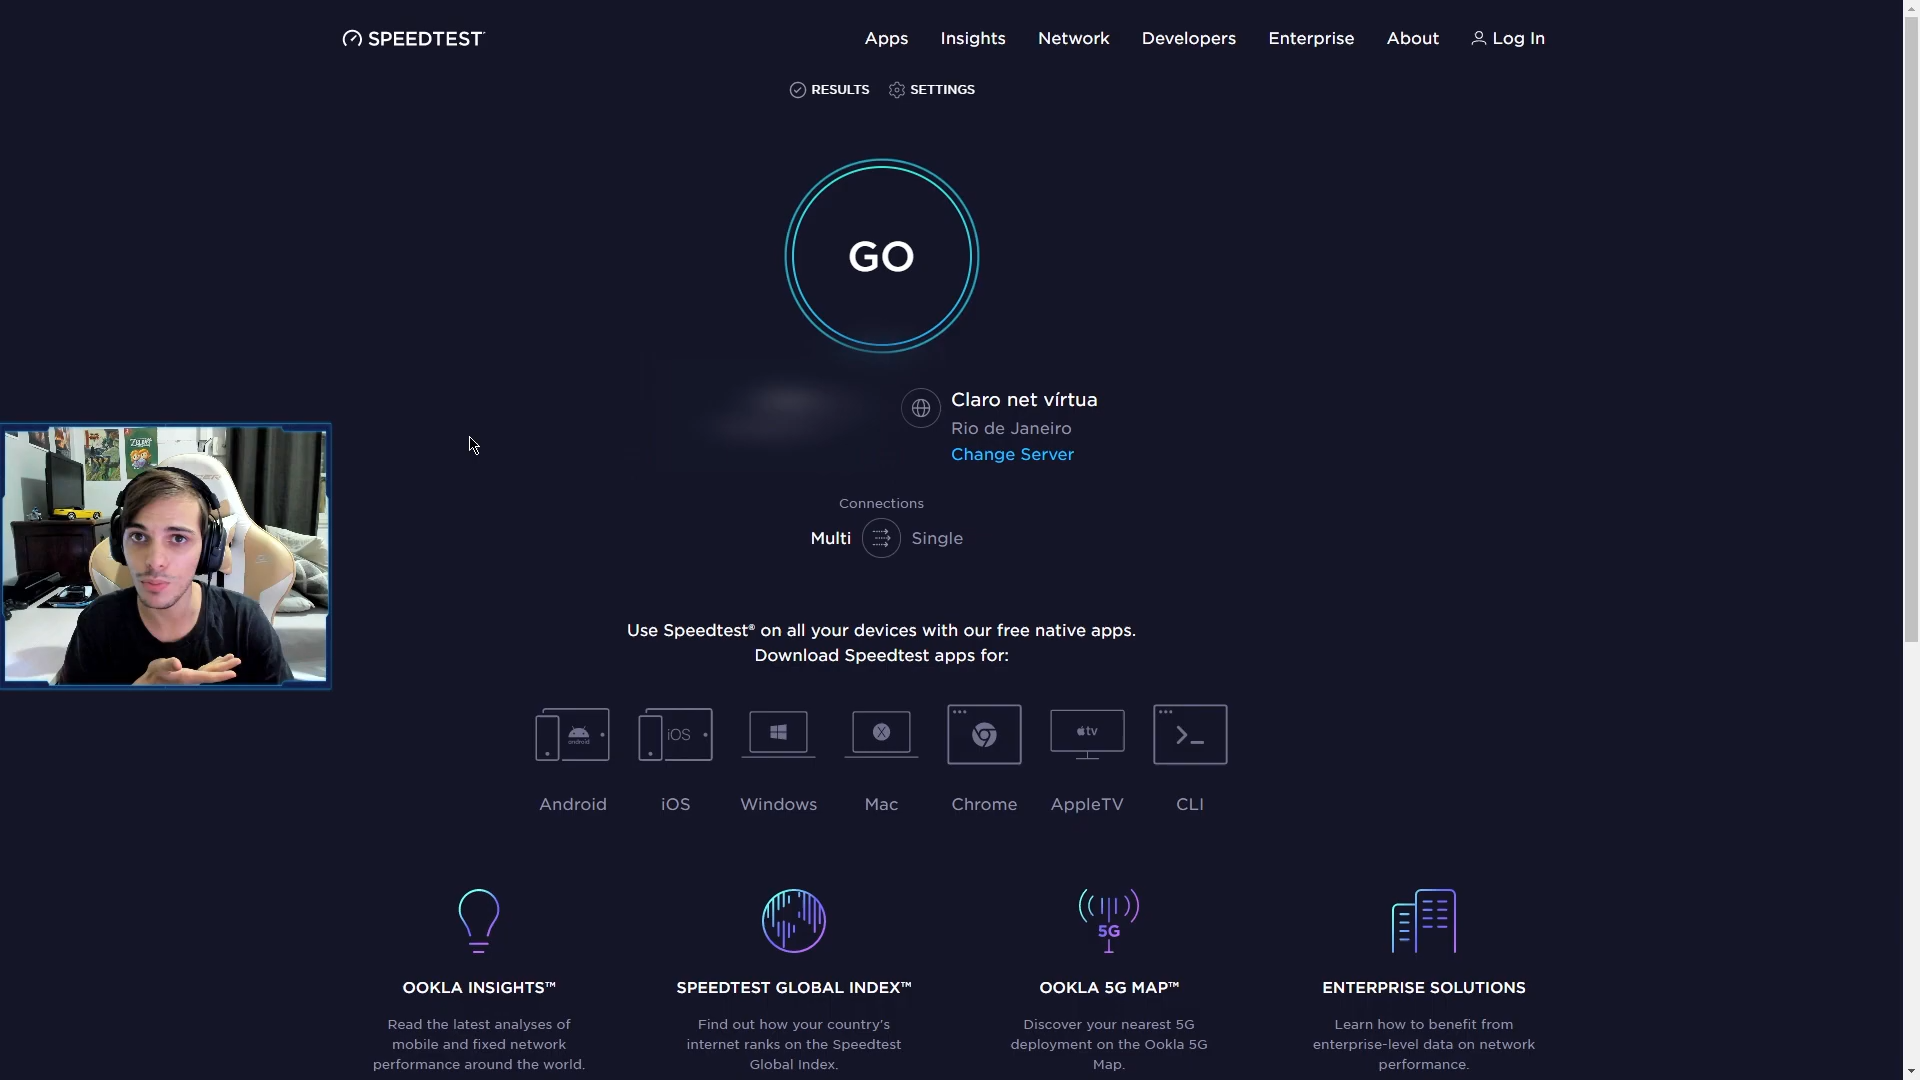 SPEEDTEST
Apps Insights Network Developers Enterprise About Log In
RESULTS SETTINGS
GO
Claro net vírtua
Rio de Janeiro
Change Server
Connections
Multi Single
Use Speedtest® on all your devices with our free native apps.
Download Speedtest apps for:
android
iOS
X
tv
Android iOS Windows Mac Chrome AppleTV CLI
5G
OOKLA INSIGHTS™
Read the latest analyses of
mobile and fixed network
performance around the world.
SPEEDTEST GLOBAL INDEX™
Find out how your country's
internet ranks on the Speedtest
Global Index.
OOKLA 5G MAP™
Discover your nearest 5G
deployment on the Ookla 5G
Map.
ENTERPRISE SOLUTIONS
Learn how to benefit from
enterprise-level data on network
performance.